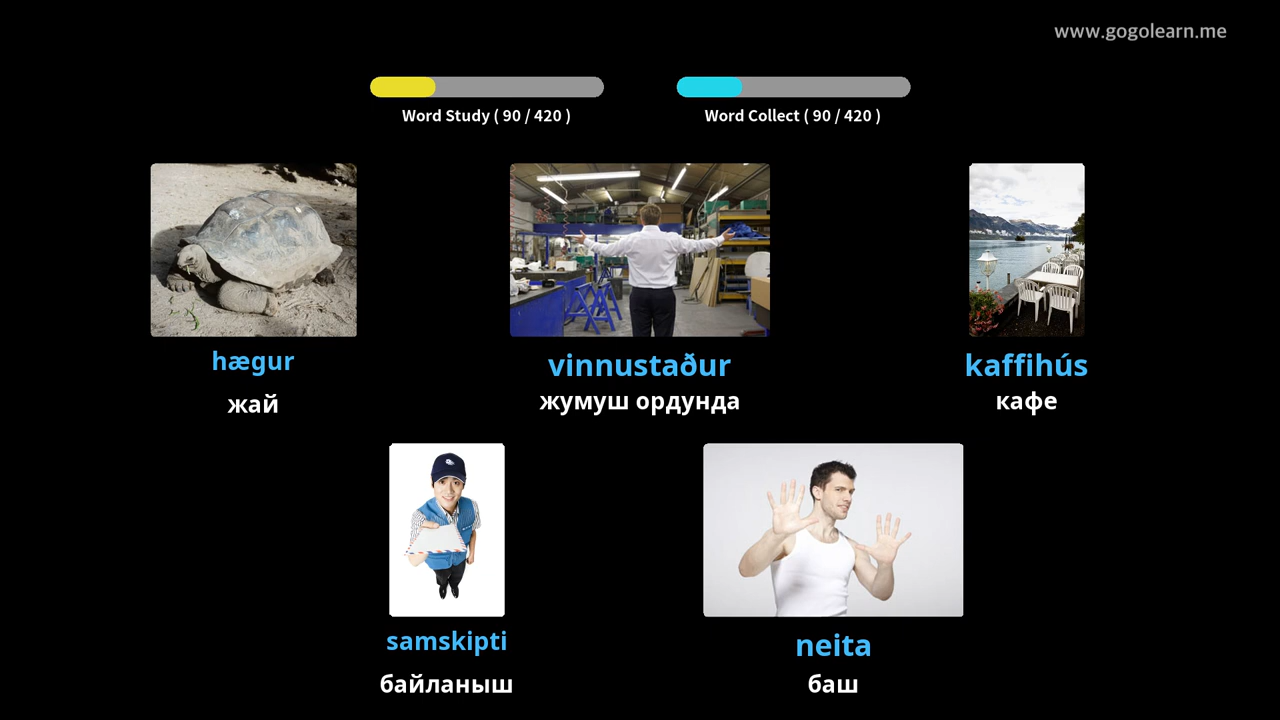 www.gogolearn.me
Word Study ( 90 / 420 )
Word Collect ( 90 / 420 )
hægur
жай
vinnustaður
жумуш ордунда
kaffihús
кафе
samskipti
байланыш
neita
баш